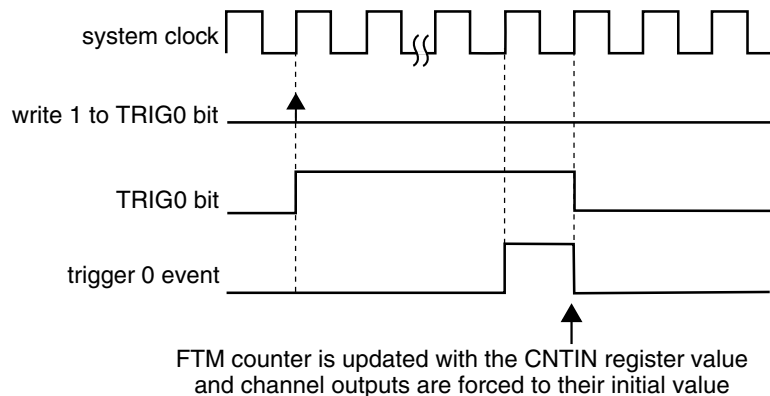 system clock
write 1 to TRIG0 bit
TRIG0 bit
trigger 0 event
FTM counter is updated with the CNTIN register value
and channel outputs are forced to their initial value